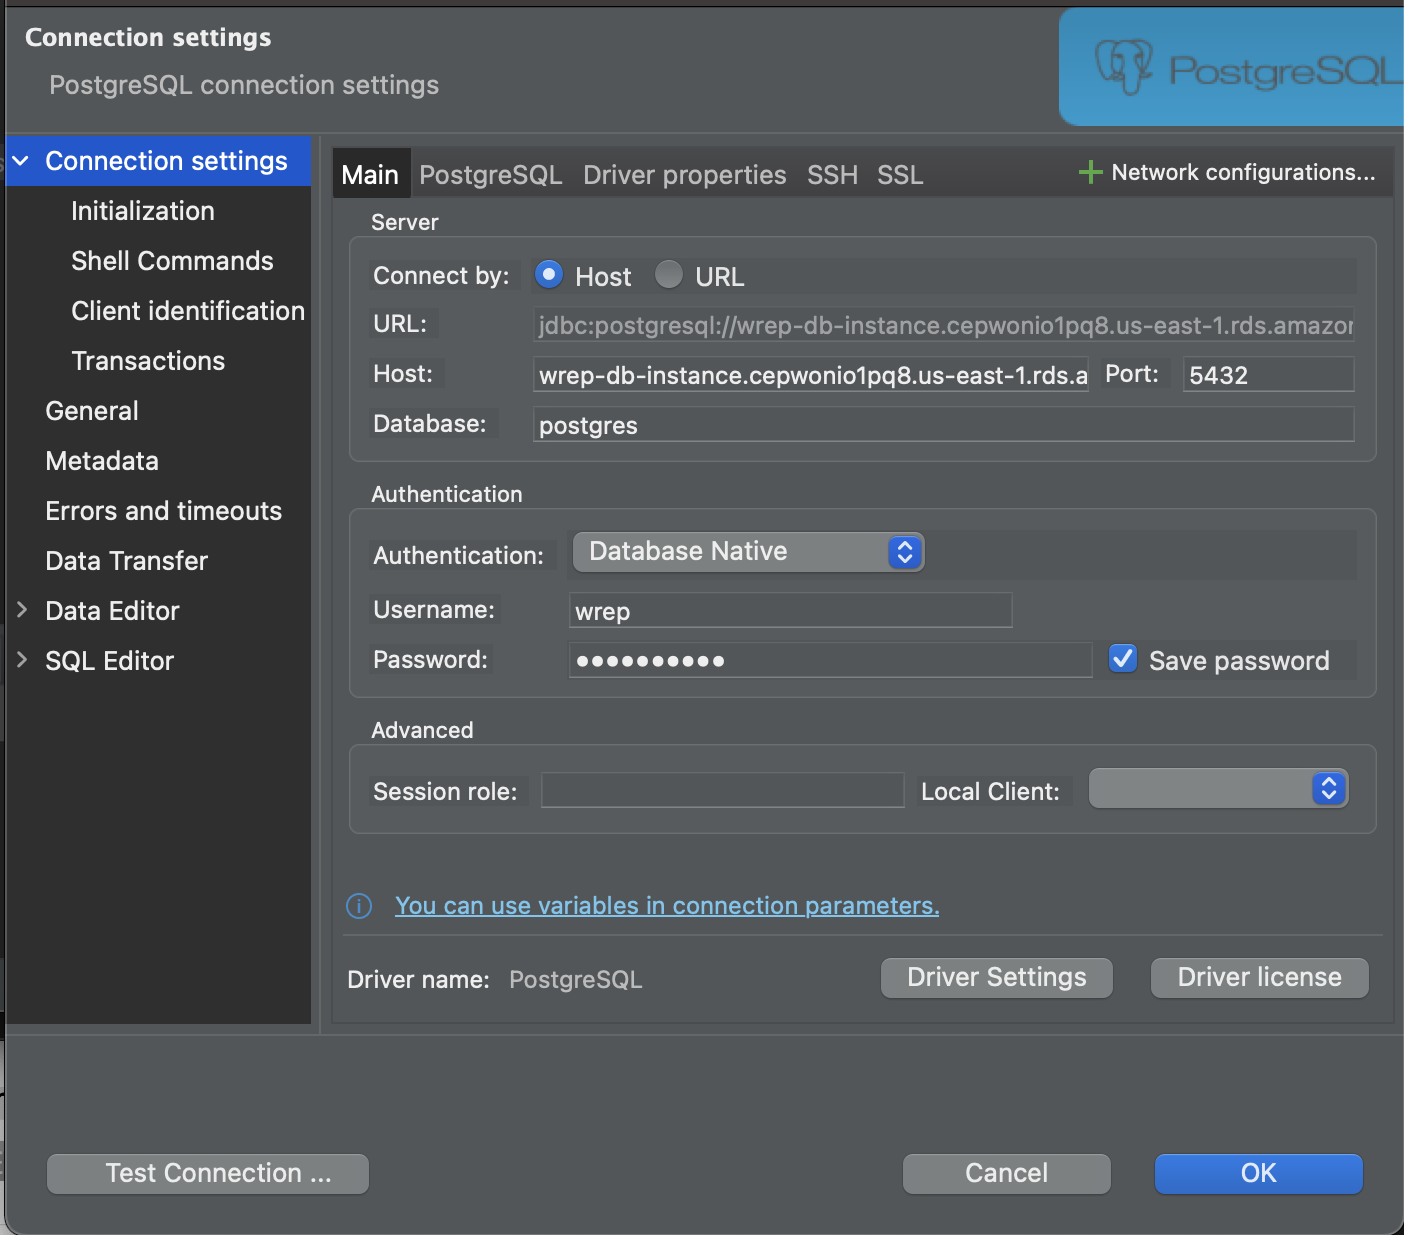 Connection settings
PostgreSQL connection settings
PostgreSQL
Connection settings
Initialization
Shell Commands
Client identification
Transactions
General
Metadata
Errors and timeouts
Data Transfer
Data Editor
SQL Editor
Main PostgreSQL Driver properties SSH SSL Network configurations...
Server
Connect by: Host URL
URL: jdbc:postgresql://wrep-db-instance.cepwonio1pq8.us-east-1.rds.amazon
Host: wrep-db-instance.cepwonio1pq8.us-east-1.rds.a Port: 5432
Database: postgres
Authentication
Authentication: Database Native
Username: wrep
Password: •••••••••• Save password
Advanced
Session role: Local Client:
You can use variables in connection parameters.
Driver name: PostgreSQL Driver Settings Driver license
Test Connection ... Cancel OK